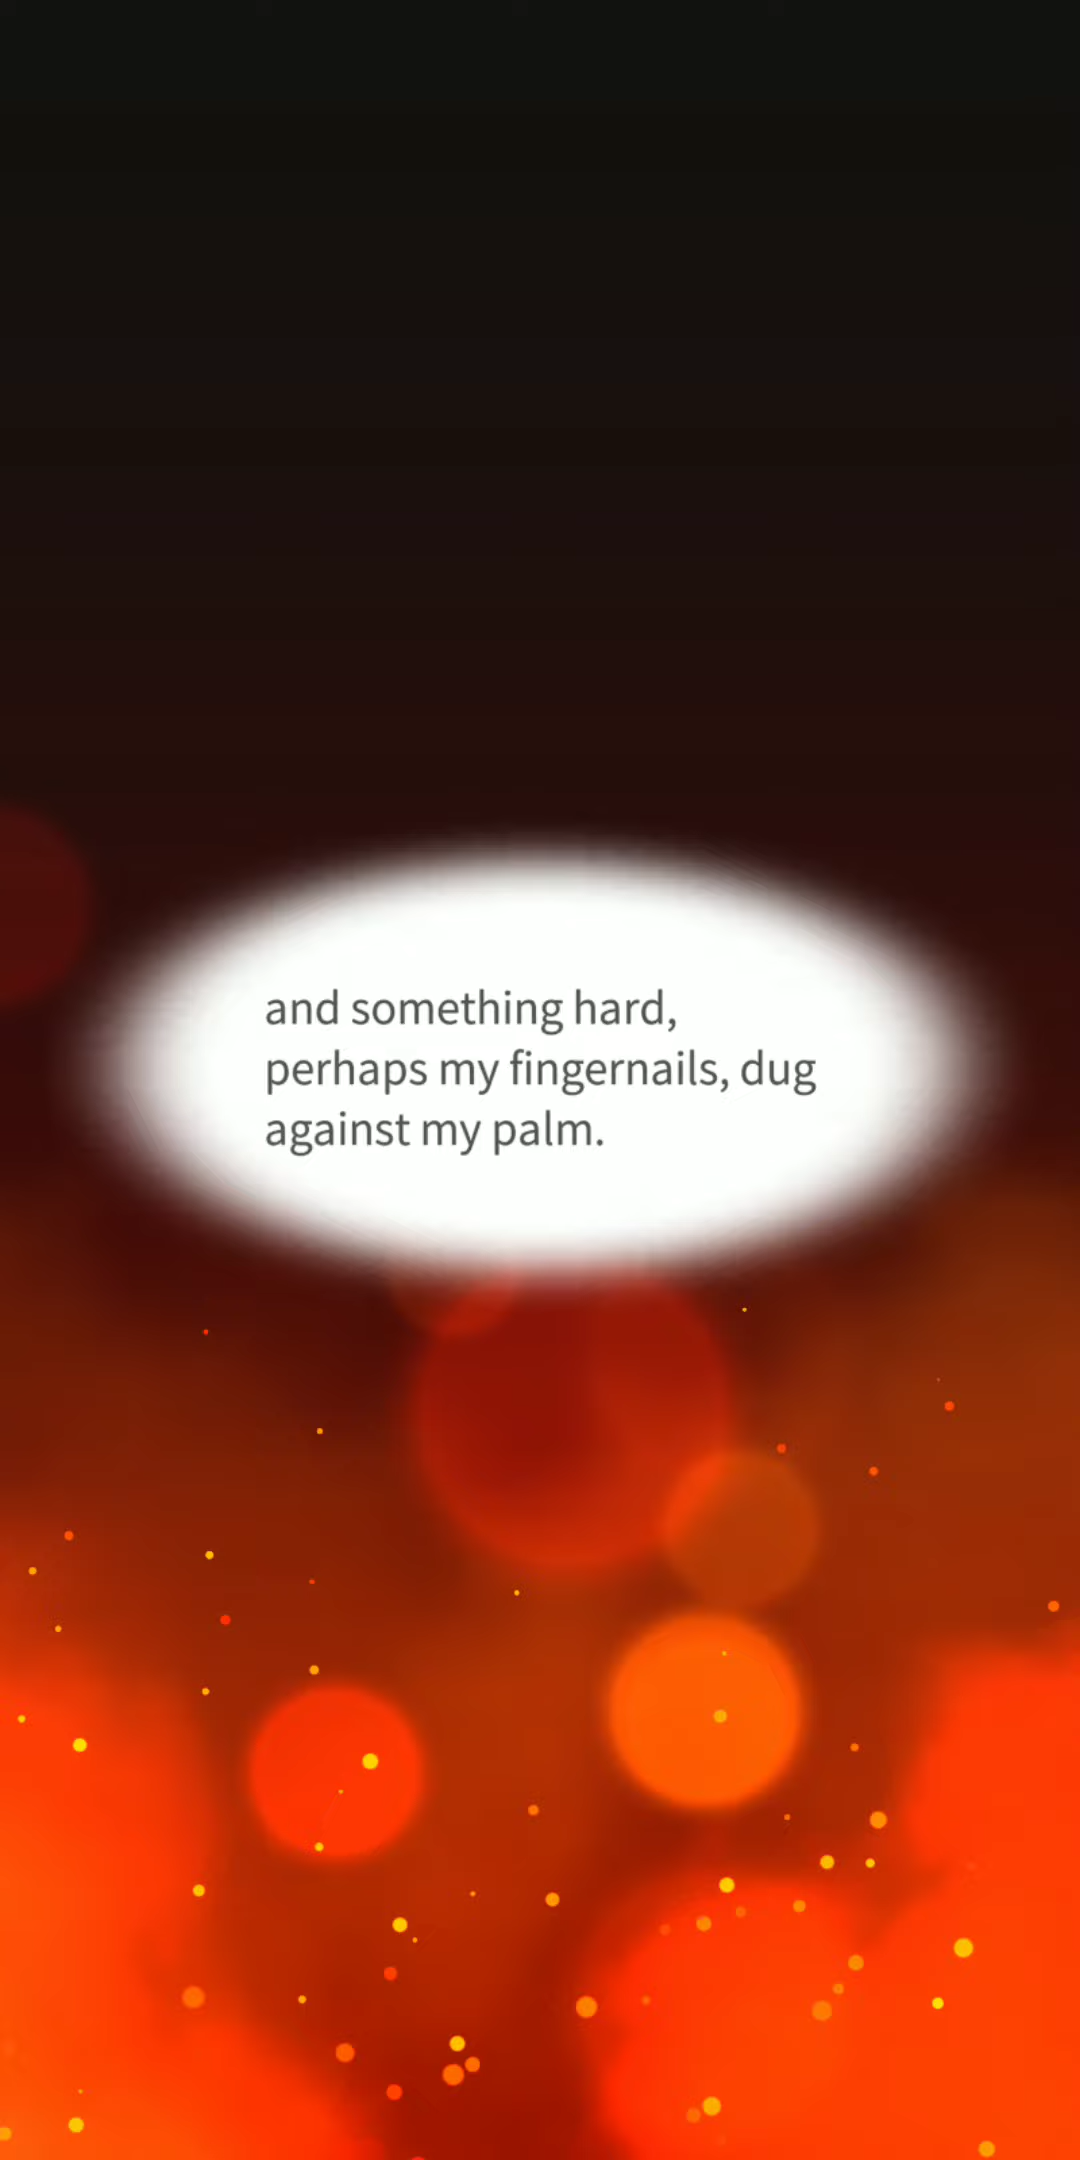 and something hard,
perhaps my fingernails, dug
against my palm.